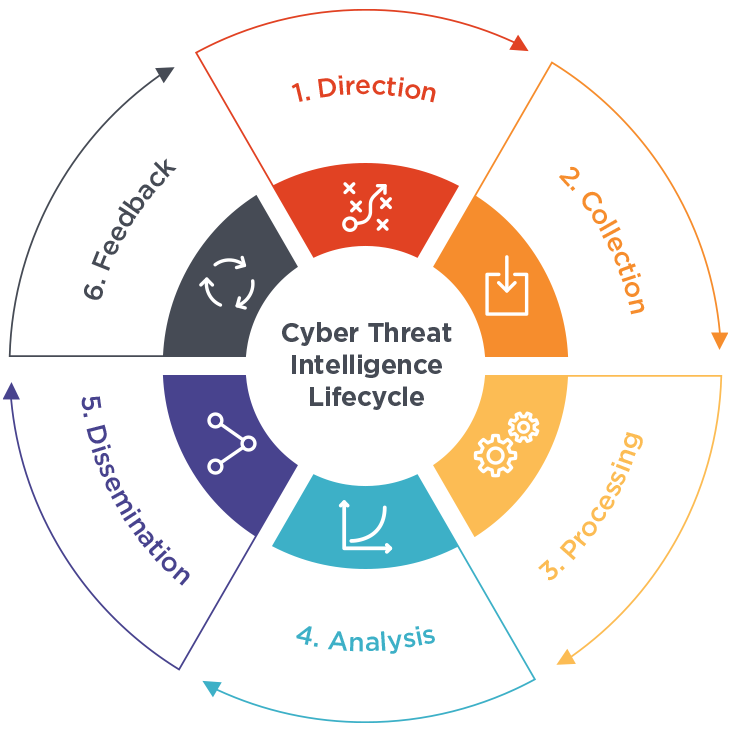 1. Direction
2. Collection
3. Processing
4. Analysis
5. Dissemination
6. Feedback
Cyber Threat
Intelligence
Lifecycle